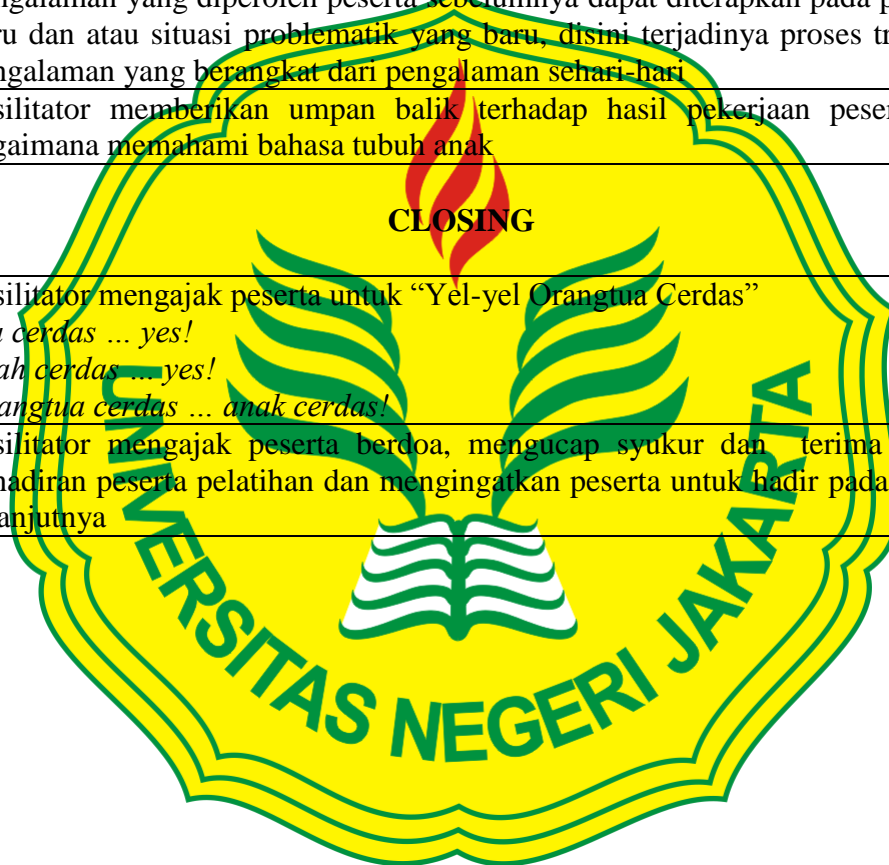 ngalaman yang diperoleh peserta sebelumnya dapat diterapkan pada p
ru dan atau situasi problematik yang baru, disini terjadinya proses tr
ngalaman yang berangkat dari pengalaman sehari-hari
silitator memberikan umpan balik terhadap hasil pekerjaan peser
gaimana memahami bahasa tubuh anak
CLOSING
silitator mengajak peserta untuk “Yel-yel Orangtua Cerdas”
cerdas … yes!
ah cerdas … yes!
angtua cerdas … anak cerdas!
silitator mengajak peserta berdoa, mengucap syukur dan terima
hadiran peserta pelatihan dan mengingatkan peserta untuk hadir pada
anjutnya
UNIVERSITAS NEGERI JAKARTA